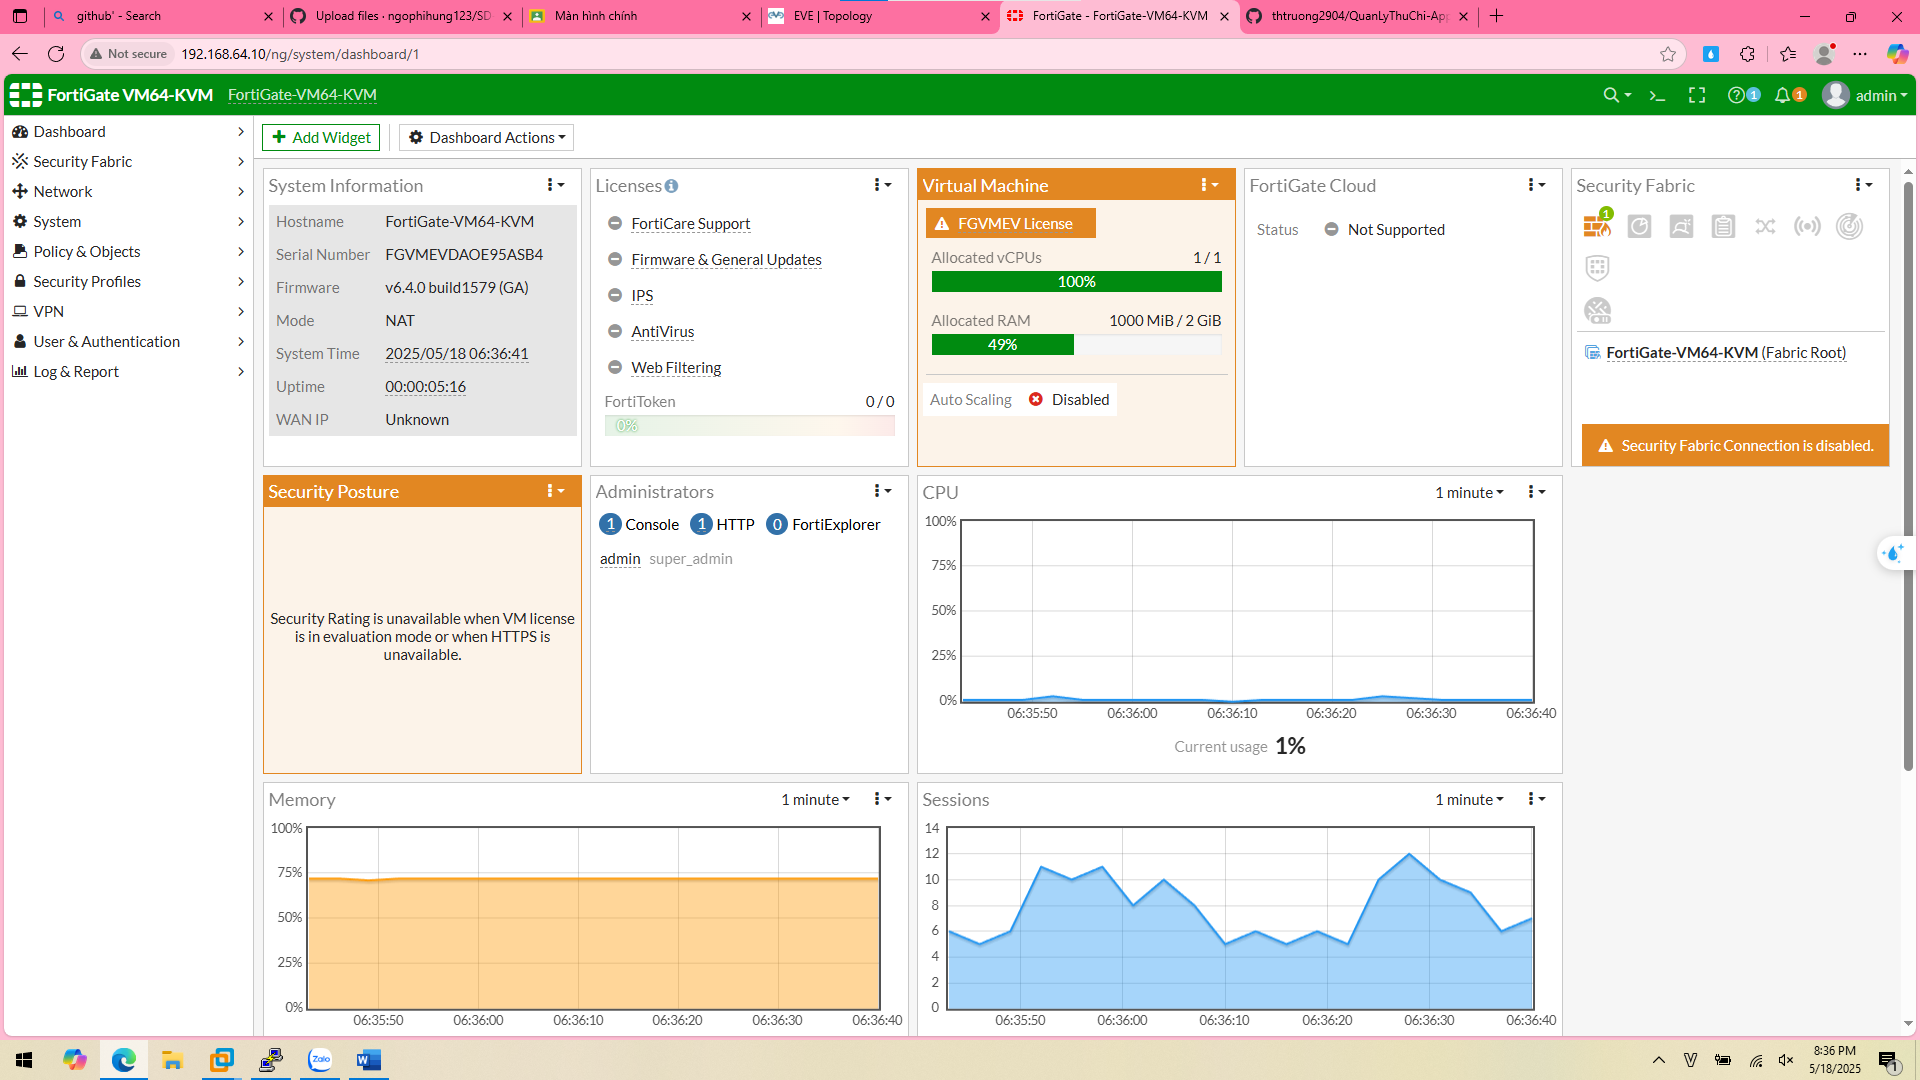 github' - Search
Upload files · ngophihung123/SD
Màn hình chính
EVE | Topology
FortiGate - FortiGate-VM64-KVM
thtruong2904/QuanLyThuChi-App
Not secure
192.168.64.10/ng/system/dashboard/1
FortiGate VM64-KVM
FortiGate-VM64-KVM
1
1
admin
Dashboard
Security Fabric
Network
System
Policy & Objects
Security Profiles
VPN
User & Authentication
Log & Report
Add Widget
Dashboard Actions
System Information
Hostname FortiGate-VM64-KVM
Serial Number FGVMEVDAOE95ASB4
Firmware v6.4.0 build1579 (GA)
Mode NAT
System Time 2025/05/18 06:36:41
Uptime 00:00:05:16
WAN IP Unknown
Licenses
FortiCare Support
Firmware & General Updates
IPS
AntiVirus
Web Filtering
FortiToken 0 / 0
0%
Virtual Machine
FGVMEV License
Allocated vCPUs 1 / 1
100%
Allocated RAM 1000 MiB / 2 GiB
49%
Auto Scaling Disabled
FortiGate Cloud
Status Not Supported
Security Fabric
1
FortiGate-VM64-KVM (Fabric Root)
Security Fabric Connection is disabled.
Security Posture
Security Rating is unavailable when VM license
is in evaluation mode or when HTTPS is
unavailable.
Administrators
1 Console 1 HTTP 0 FortiExplorer
admin super_admin
CPU
1 minute
100%
75%
50%
25%
0%
06:35:50 06:36:00 06:36:10 06:36:20 06:36:30 06:36:40
Current usage 1%
Memory
1 minute
100%
75%
50%
25%
0%
06:35:50 06:36:00 06:36:10 06:36:20 06:36:30 06:36:40
Sessions
1 minute
14
12
10
8
6
4
2
0
06:35:50 06:36:00 06:36:10 06:36:20 06:36:30 06:36:40
Zalo
V
8:36 PM
5/18/2025
1